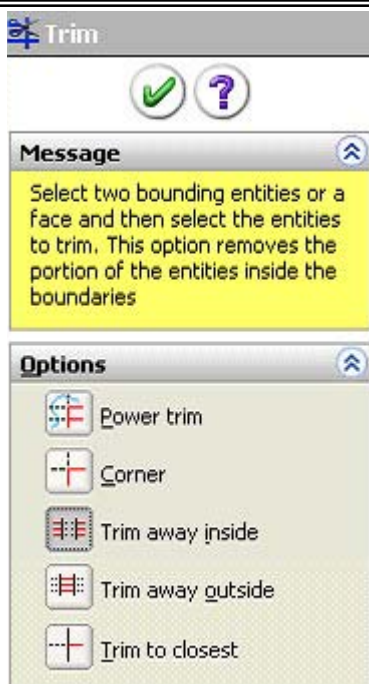 Trim
?
Message
Select two bounding entities or a
face and then select the entities
to trim. This option removes the
portion of the entities inside the
boundaries
Options
Power trim
Corner
Trim away inside
Trim away outside
Trim to closest